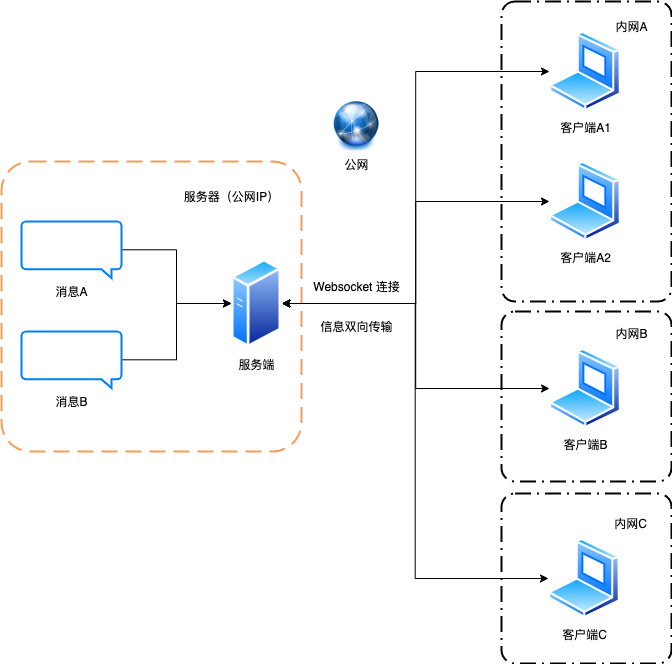 内网A
客户端A1
公网
服务器（公网IP）
客户端A2
消息A
Websocket 连接
信息双向传输
服务端
消息B
内网B
客户端B
内网C
客户端C